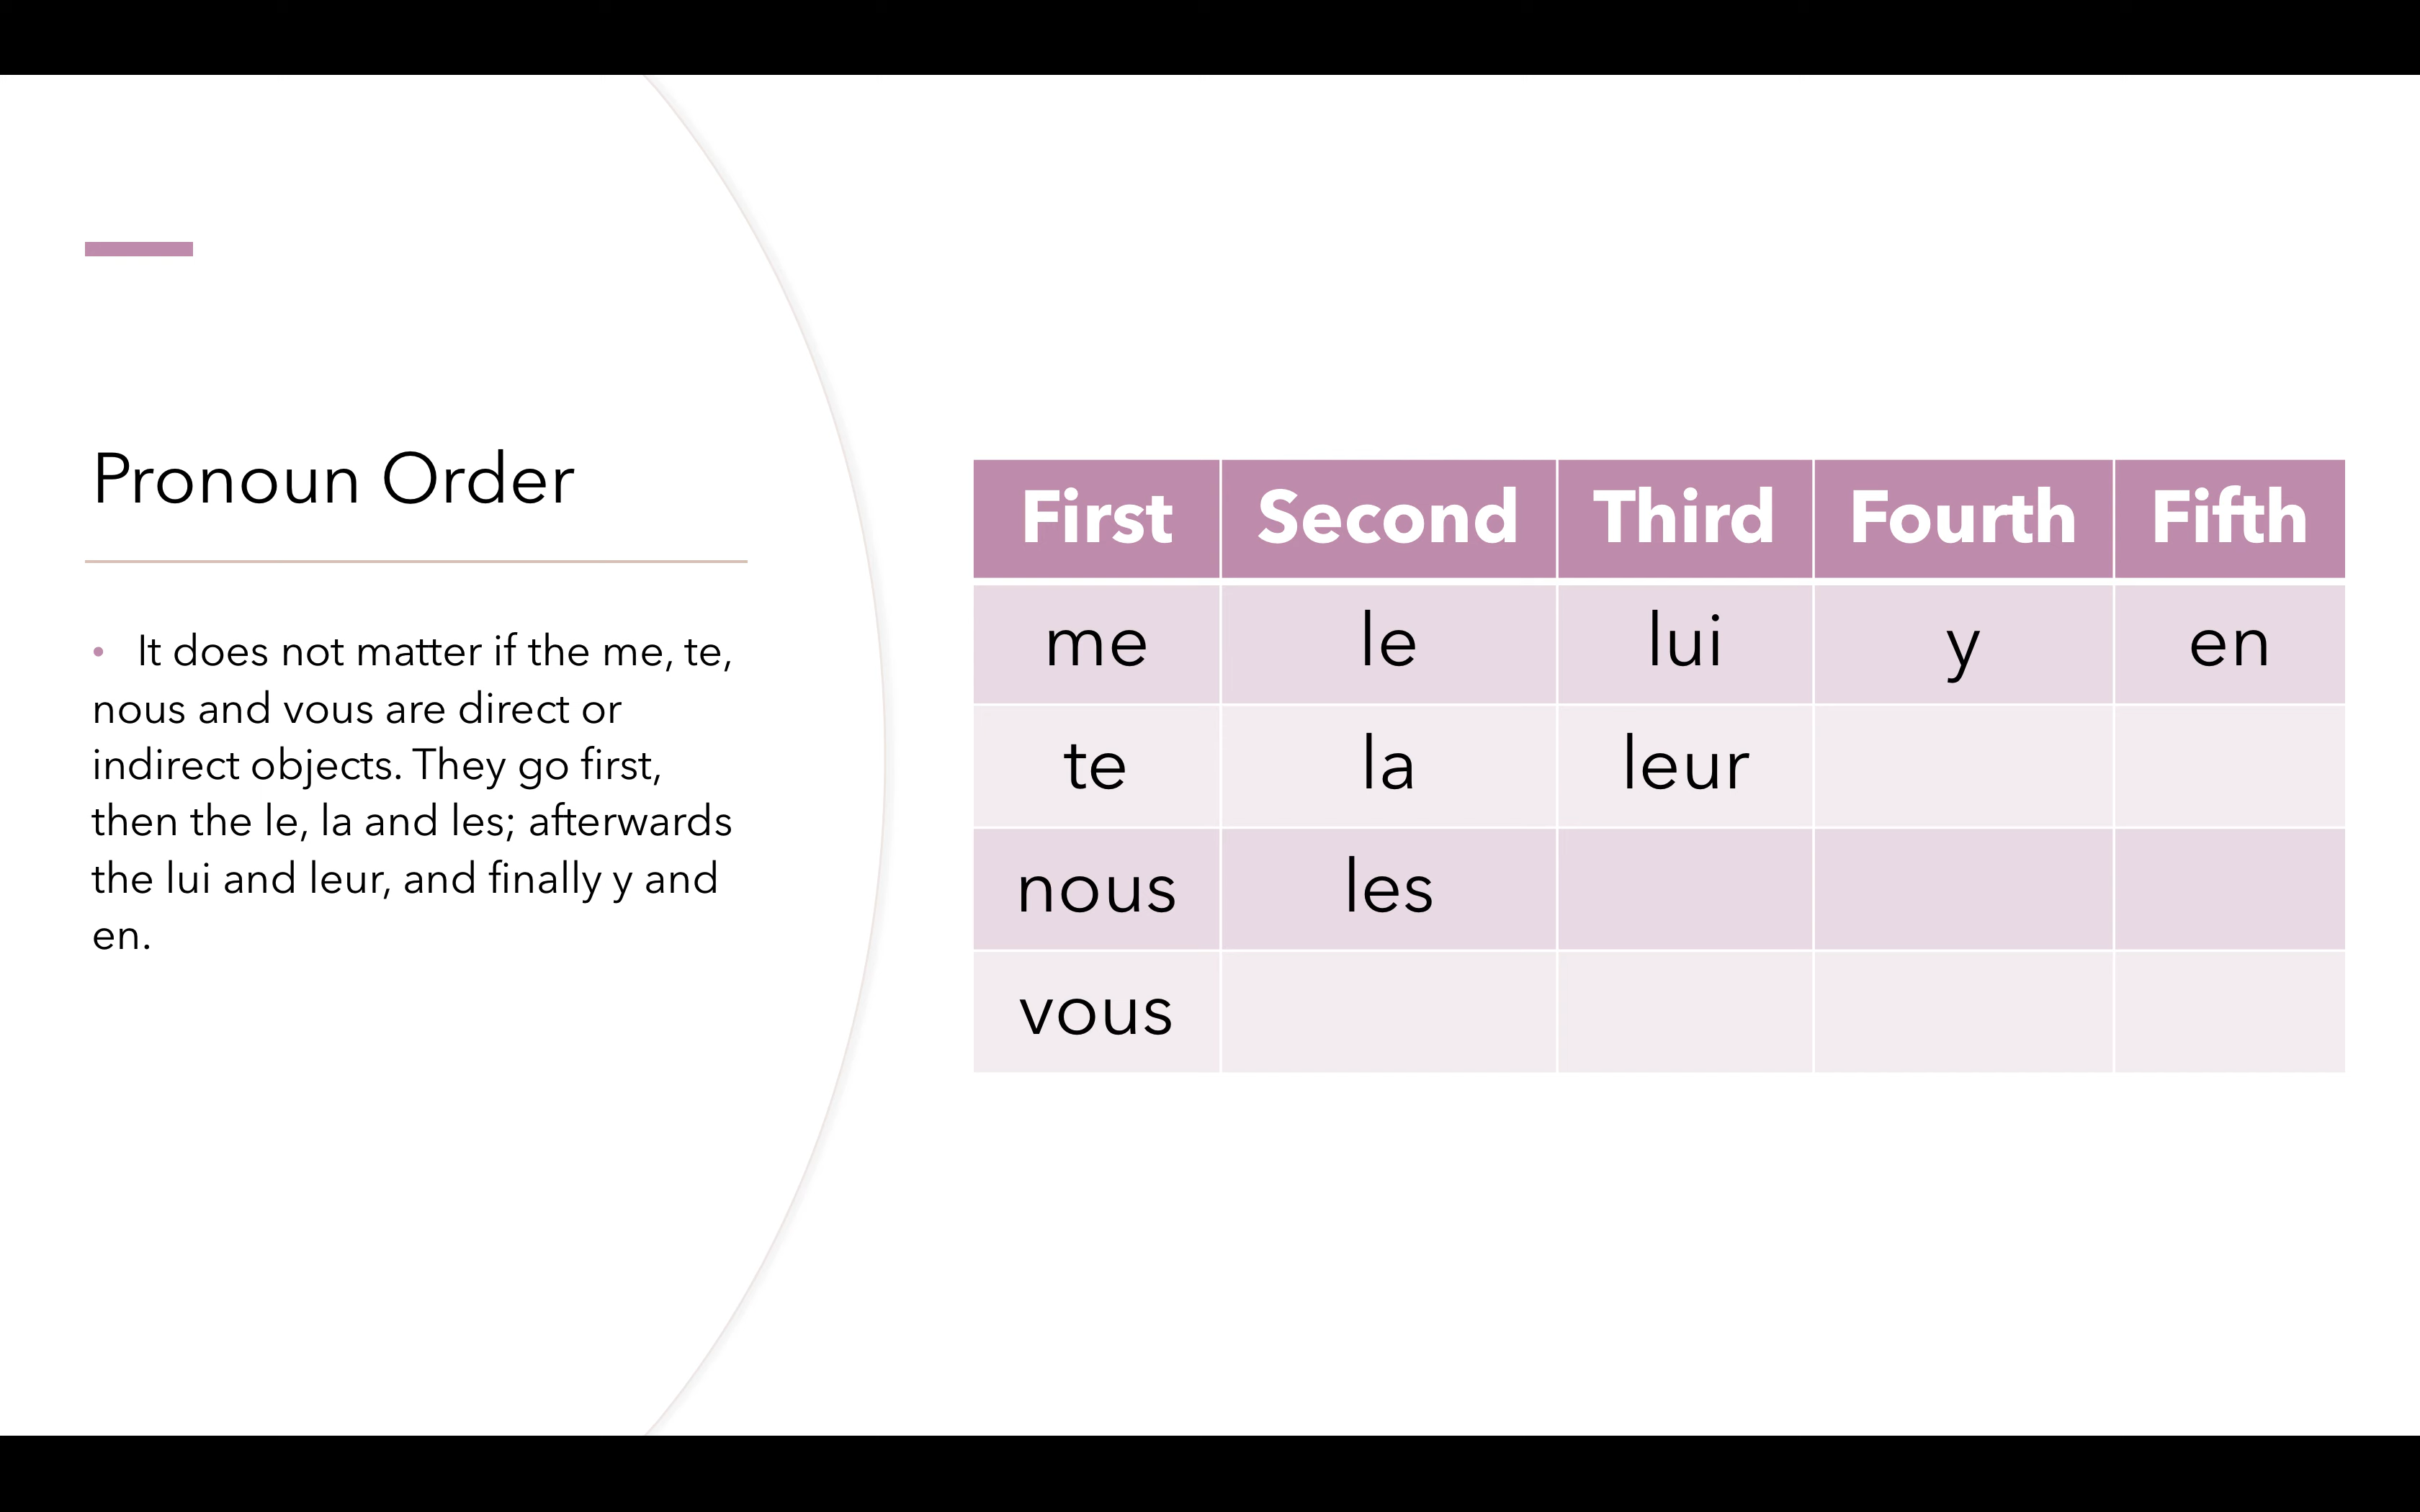 Pronoun Order
• It does not matter if the me, te,
nous and vous are direct or
indirect objects. They go first,
then the le, la and les; afterwards
the lui and leur, and finally y and
en.
First Second Third Fourth Fifth
me le lui y en
te la leur
nous les
vous